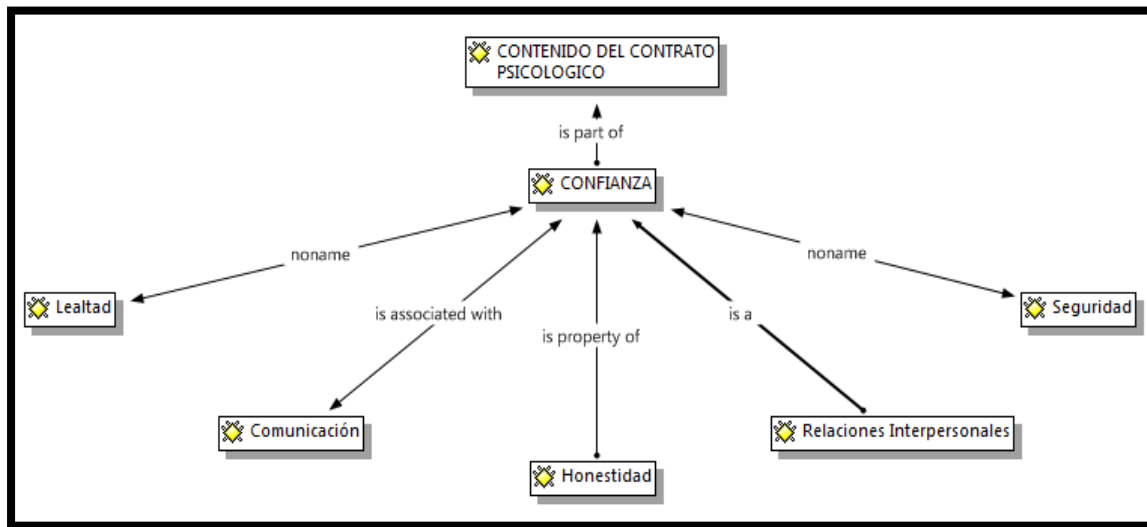 CONTENIDO DEL CONTRATO
PSICOLOGICO
is part of
CONFIANZA
noname
noname
Lealtad
is associated with
is a
Seguridad
is property of
Comunicación
Relaciones Interpersonales
Honestidad